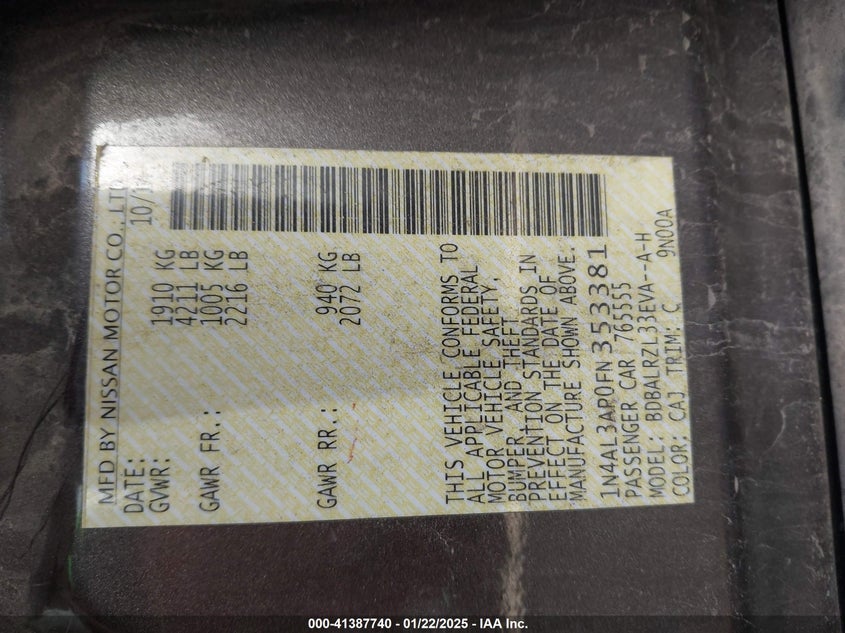 MFD BY NISSAN MOTOR CO., LTD
DATE: 10/1
GVWR: 1910 KG
4211 LB
GAWR FR.: 1005 KG
2216 LB
GAWR RR.: 940 KG
2072 LB
THIS VEHICLE CONFORMS TO
ALL APPLICABLE FEDERAL
MOTOR VEHICLE SAFETY,
BUMPER, AND THEFT
PREVENTION STANDARDS IN
EFFECT ON THE DATE OF
MANUFACTURE SHOWN ABOVE.
1N4AL3AP0FN353381
PASSENGER CAR 765555
MODEL: BDBALRZL33EVA--A-H
COLOR: CAJ TRIM: C 9N00A
000-41387740 - 01/22/2025 - IAA Inc.